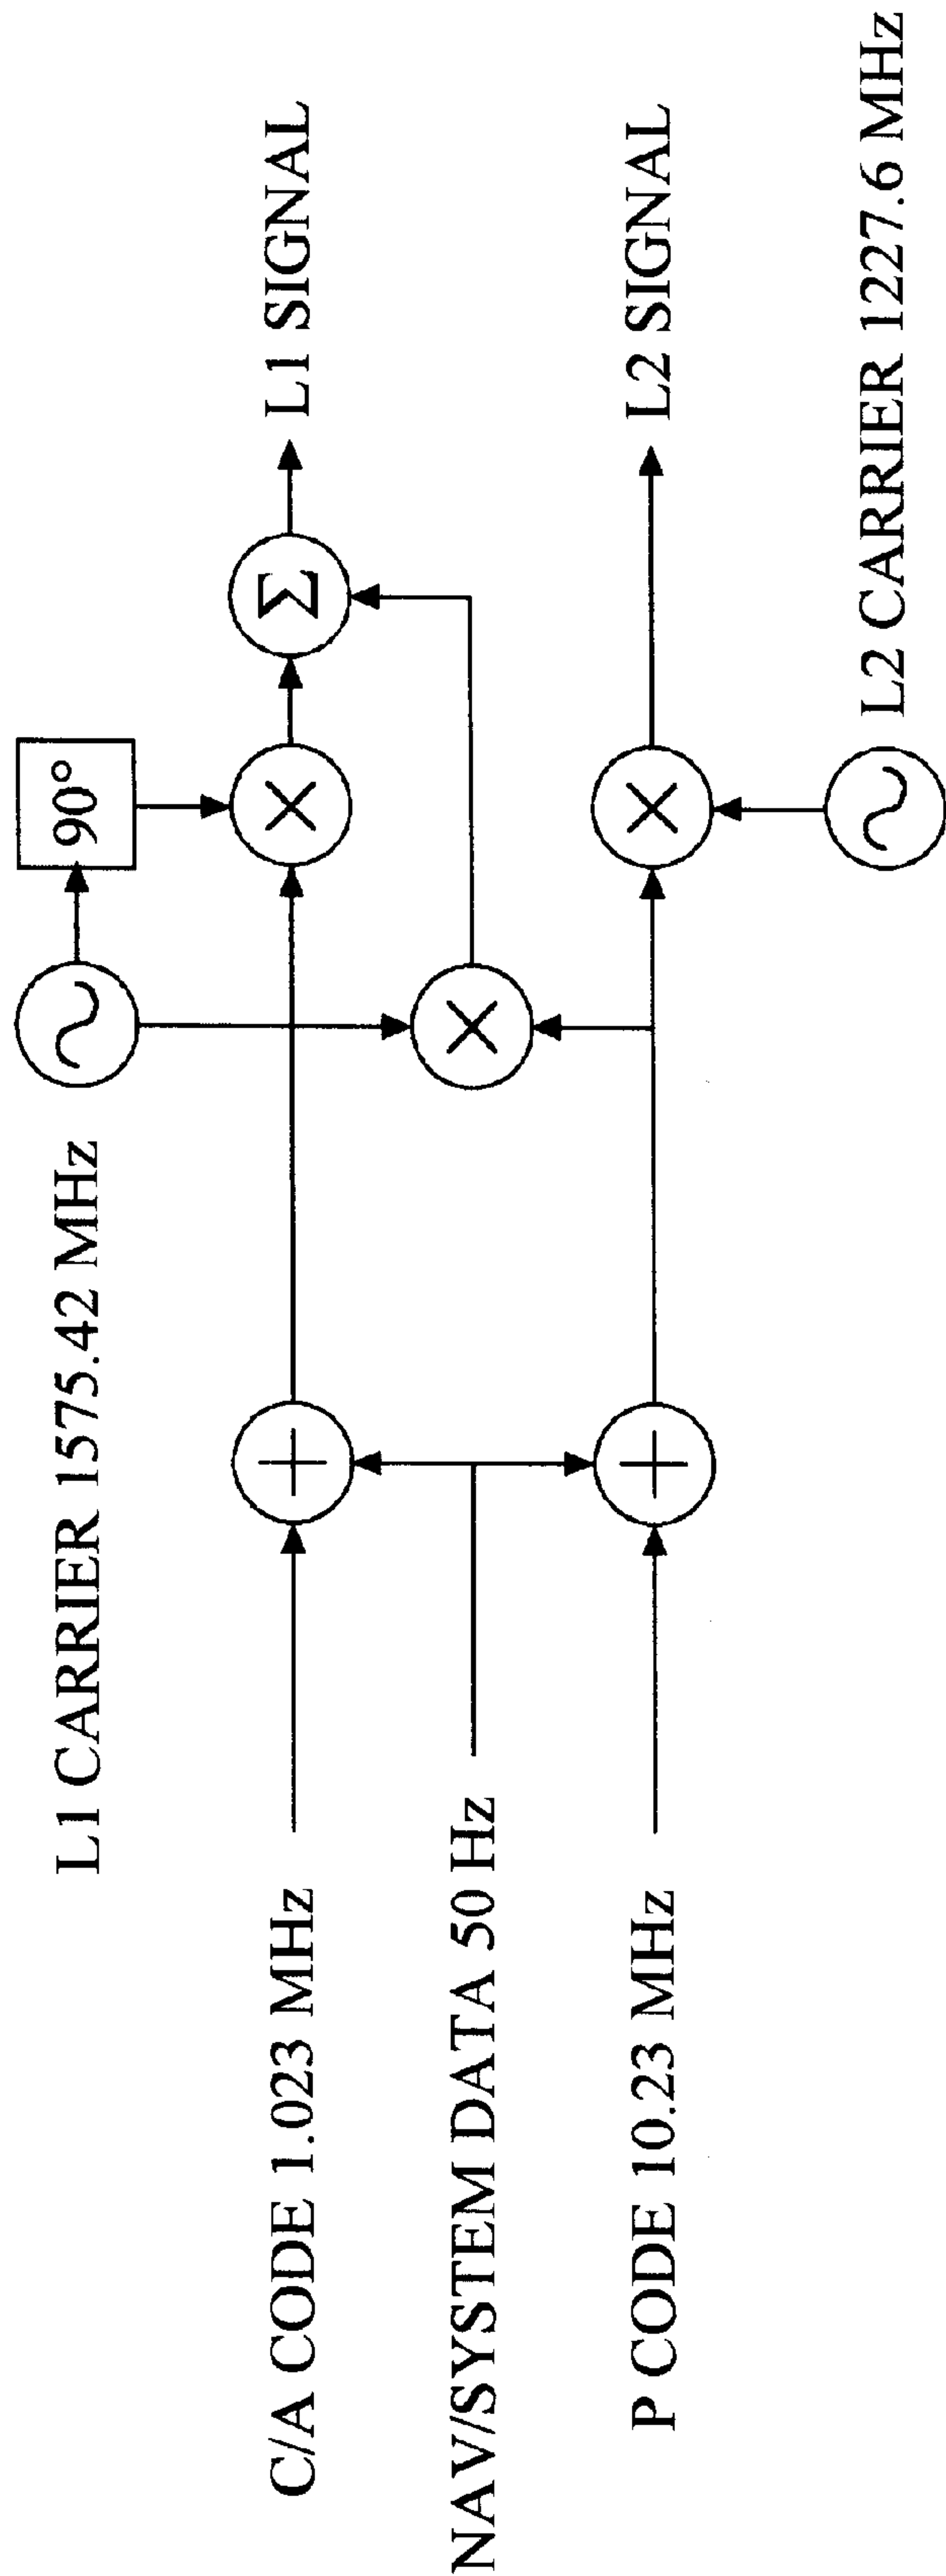 L1 CARRIER 1575.42 MHz
90°
C/A CODE 1.023 MHz
Σ
L1 SIGNAL
NAV/SYSTEM DATA 50 Hz
P CODE 10.23 MHz
L2 SIGNAL
L2 CARRIER 1227.6 MHz